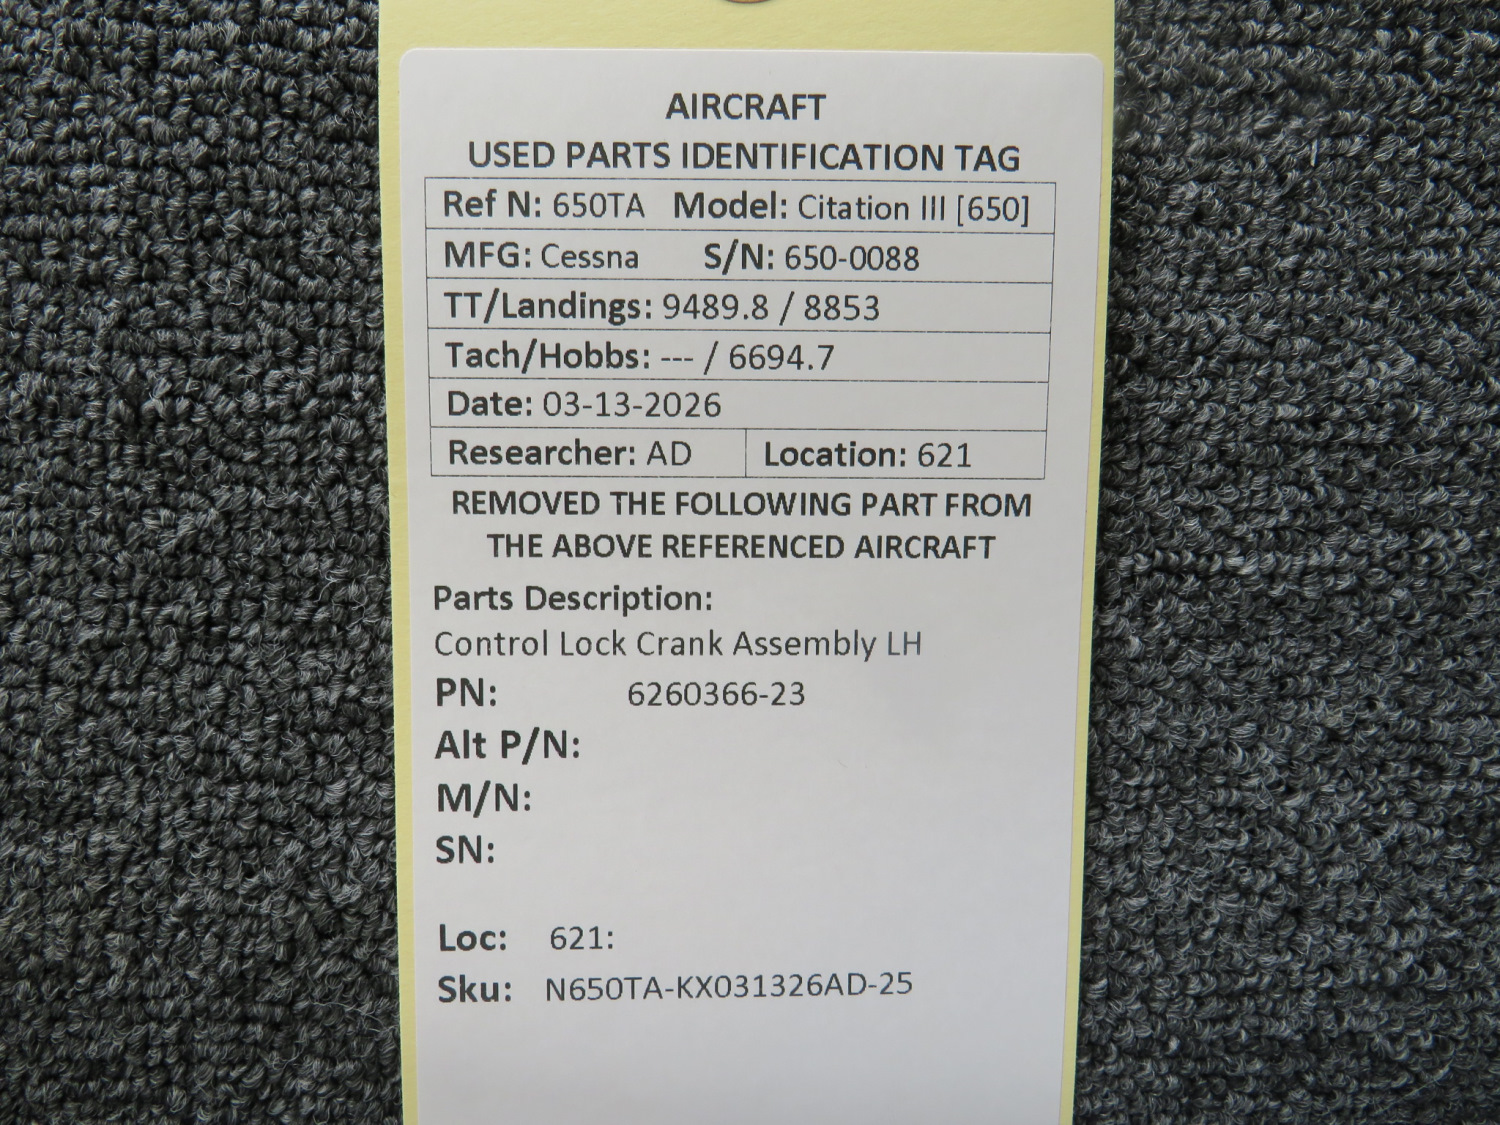 AIRCRAFT
USED PARTS IDENTIFICATION TAG
Ref N: 650TA Model: Citation III [650]
MFG: Cessna S/N: 650-0088
TT/Landings: 9489.8 / 8853
Tach/Hobbs: --- / 6694.7
Date: 03-13-2026
Researcher: AD Location: 621
REMOVED THE FOLLOWING PART FROM
THE ABOVE REFERENCED AIRCRAFT
Parts Description:
Control Lock Crank Assembly LH
PN: 6260366-23
Alt P/N:
M/N:
SN:
Loc: 621:
Sku: N650TA-KX031326AD-25